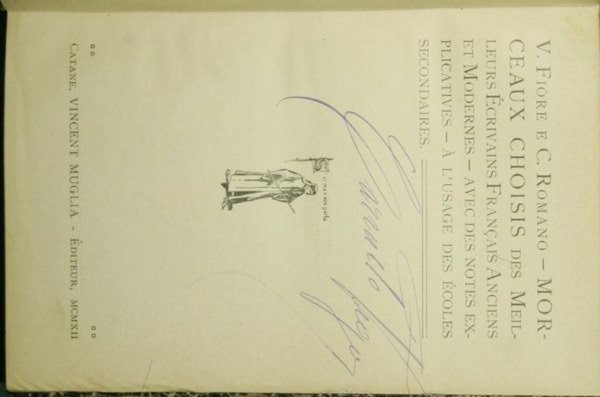 V. FIÓRE E C. ROMANO — MOR-
CEAUX CHOISIS DES MEIL-
LEURS ÉCRIVAINS FRANÇAIS ANCIENS
ET MODERNES — AVEC DES NOTES EX-
PLICATIVES — À L'USAGE DES ÉCOLES
SECONDAIRES.
CATANE, VINCENT MUGLIA - ÉDITEUR, MCMXII